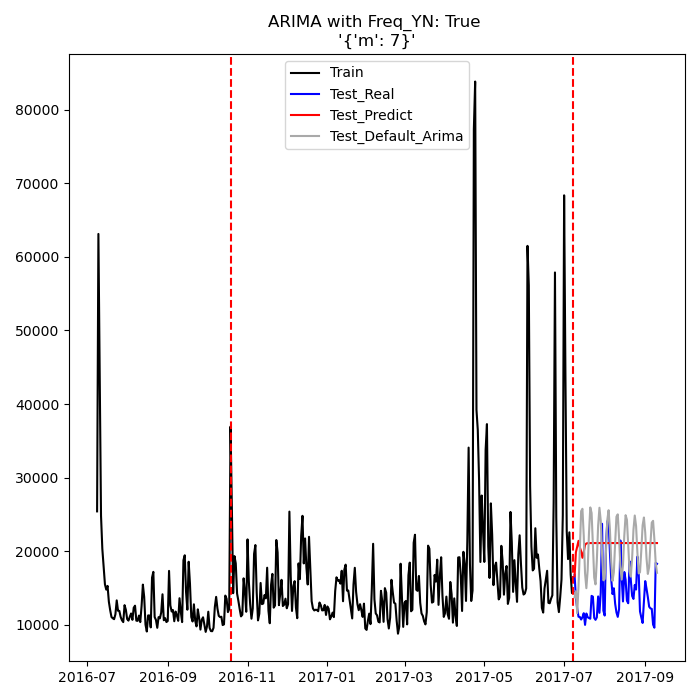 ARIMA with Freq_YN: True
'{'m': 7}'
Train
Test_Real
Test_Predict
Test_Default_Arima
80000
70000
60000
50000
40000
30000
20000
10000
2016-07 2016-09 2016-11 2017-01 2017-03 2017-05 2017-07 2017-09